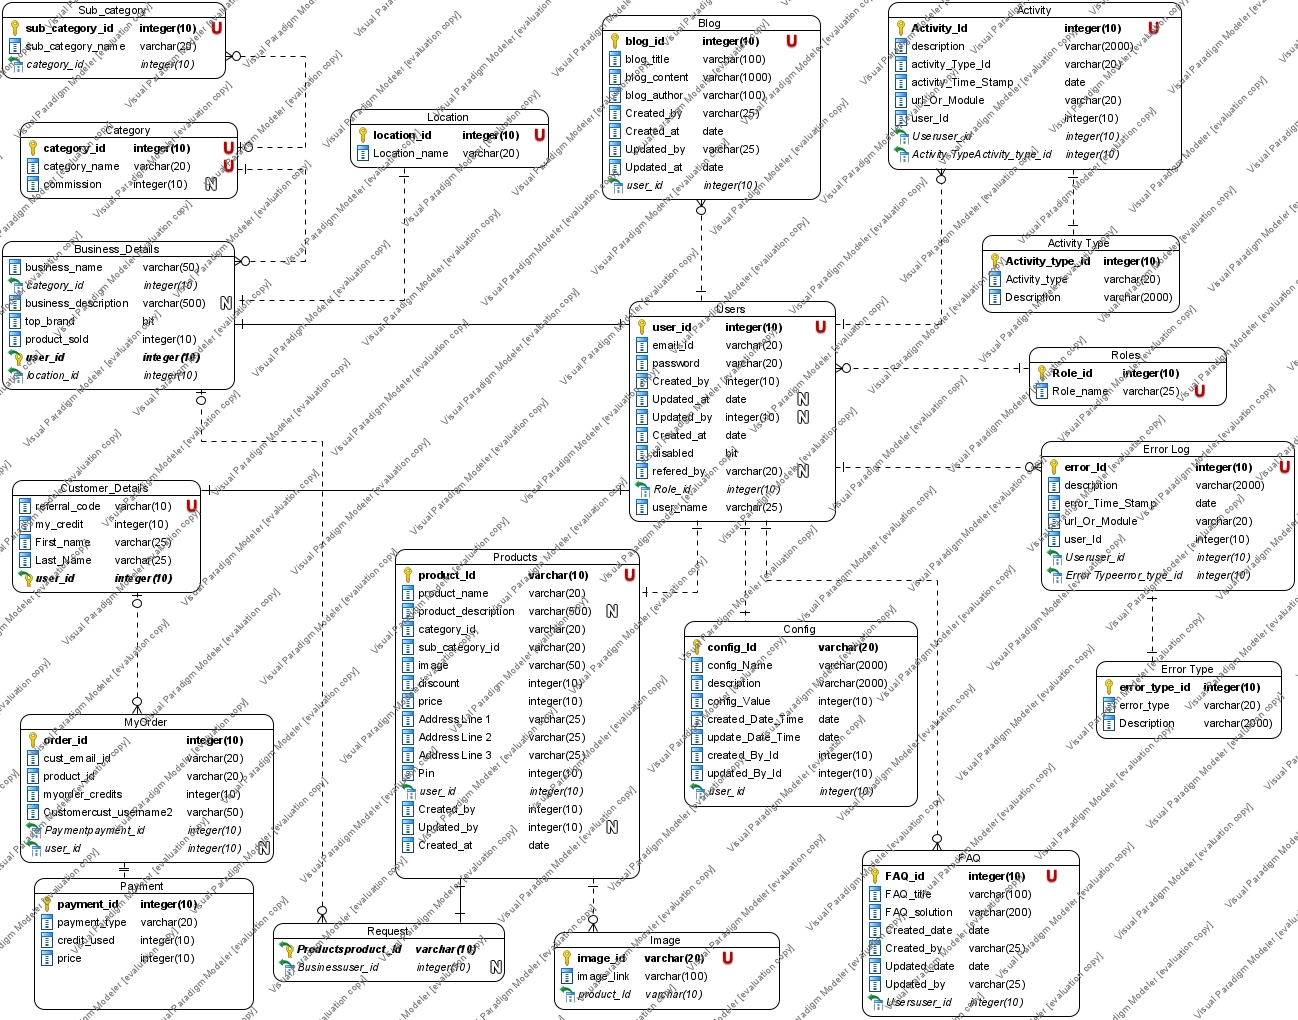 Sub_category
sub_category_id integer(10) U
sub_category_name varchar(20)
category_id integer(10)
Category
category_id integer(10) U
category_name varchar(20) U
commission integer(10) N
Location
location_id integer(10) U
Location_name varchar(20)
Blog
blog_id integer(10) U
blog_title varchar(100)
blog_content varchar(1000)
blog_author varchar(100)
Created_by varchar(25)
Created_at date
Updated_by varchar(25)
Updated_at date
user_id integer(10)
Activity
Activity_Id integer(10) U
description varchar(2000)
activity_Type_Id varchar(20)
activity_Time_Stamp date
url_Or_Module varchar(20)
user_Id integer(10)
Useruser_id integer(10)
Activity_TypeActivity_type_id integer(10)
Activity Type
Activity_type_id integer(10)
Activity_type varchar(20)
Description varchar(2000)
Business_Details
business_name varchar(50)
category_id integer(10)
business_description varchar(500) N
top_brand bit
product_sold integer(10)
user_id integer(10)
location_id integer(10)
Users
user_id integer(10) U
email_id varchar(20)
password varchar(20)
Created_by integer(10)
Updated_at date N
Updated_by integer(10) N
Created_at date
disabled bit
refered_by varchar(20) N
Role_id integer(10)
user_name varchar(25)
Roles
Role_id integer(10)
Role_name varchar(25) U
Error Log
error_Id integer(10) U
description varchar(2000)
error_Time_Stamp date
url_Or_Module varchar(20)
user_Id integer(10)
Useruser_id integer(10)
Error Typeerror_type_id integer(10)
Error Type
error_type_id integer(10)
error_type varchar(20)
Description varchar(2000)
Customer_Details
referral_code varchar(10) U
my_credit integer(10)
First_name varchar(25)
Last_Name varchar(25)
user_id integer(10)
Products
product_Id varchar(10) U
product_name varchar(20)
product_description varchar(500) N
category_id varchar(20)
sub_category_id varchar(20)
image varchar(50)
discount integer(10)
price integer(10)
Address Line 1 varchar(25)
Address Line 2 varchar(25)
Address Line 3 varchar(25)
Pin integer(10)
user_id integer(10)
Created_by integer(10)
Updated_by integer(10) N
Created_at date
Config
config_Id varchar(20)
config_Name varchar(2000)
description varchar(2000)
config_Value integer(10)
created_Date_Time date
update_Date_Time date
created_By_Id integer(10)
updated_By_Id integer(10)
user_id integer(10)
MyOrder
order_id integer(10)
cust_email_id varchar(20)
product_id varchar(20)
myorder_credits integer(10)
Customercust_username2 varchar(50)
Paymentpayment_id integer(10)
user_id integer(10) N
Payment
payment_id integer(10)
payment_type varchar(20)
credit_used integer(10)
price integer(10)
Request
Productsproduct_Id varchar(10)
Businessuser_id integer(10) N
Image
image_id varchar(20) U
image_link varchar(100)
product_Id varchar(10)
FAQ
FAQ_id integer(10) U
FAQ_title varchar(100)
FAQ_solution varchar(200)
Created_date date
Created_by varchar(25)
Updated_date date
Updated_by varchar(25)
Usersuser_id integer(10)
Visual Paradigm Modeler [evaluation copy]